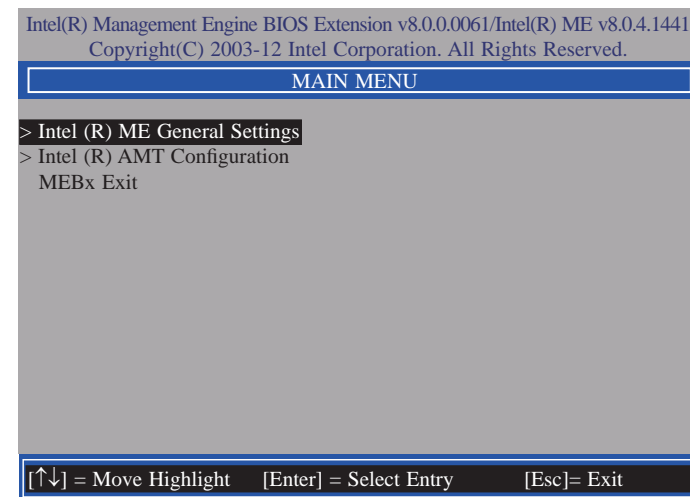 Intel(R) Management Engine BIOS Extension v8.0.0.0061/Intel(R) ME v8.0.4.1441
Copyright(C) 2003-12 Intel Corporation. All Rights Reserved.
MAIN MENU
> Intel (R) ME General Settings
> Intel (R) AMT Configuration
MEBx Exit
[↑↓] = Move Highlight [Enter] = Select Entry [Esc]= Exit